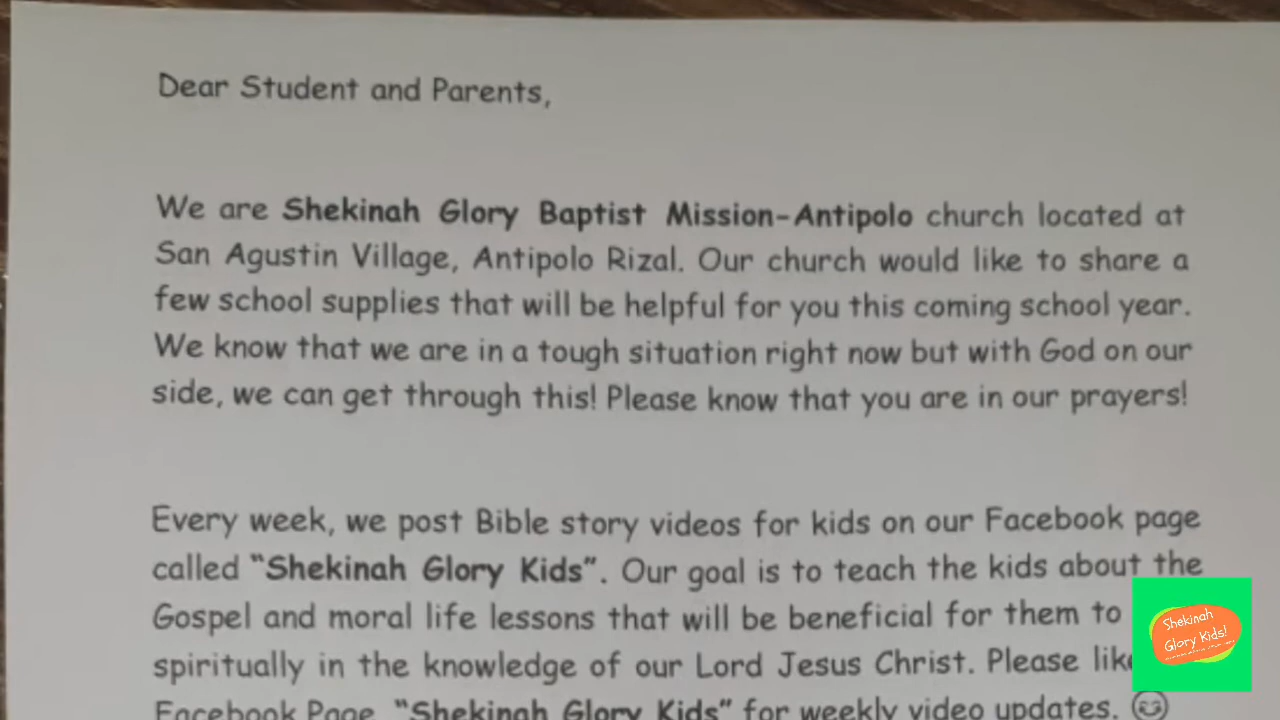 Dear Student and Parents,
We are Shekinah Glory Baptist Mission-Antipolo church located at
San Agustin Village, Antipolo Rizal. Our church would like to share a
few school supplies that will be helpful for you this coming school year.
We know that we are in a tough situation right now but with God on our
side, we can get through this! Please know that you are in our prayers!
Every week, we post Bible story videos for kids on our Facebook page
called “Shekinah Glory Kids”. Our goal is to teach the kids about the
Gospel and moral life lessons that will be beneficial for them to
spiritually in the knowledge of our Lord Jesus Christ. Please like
Facebook Page, “Shekinah Glory Kids” for weekly video updates. 😊
Shekinah
Glory Kids!